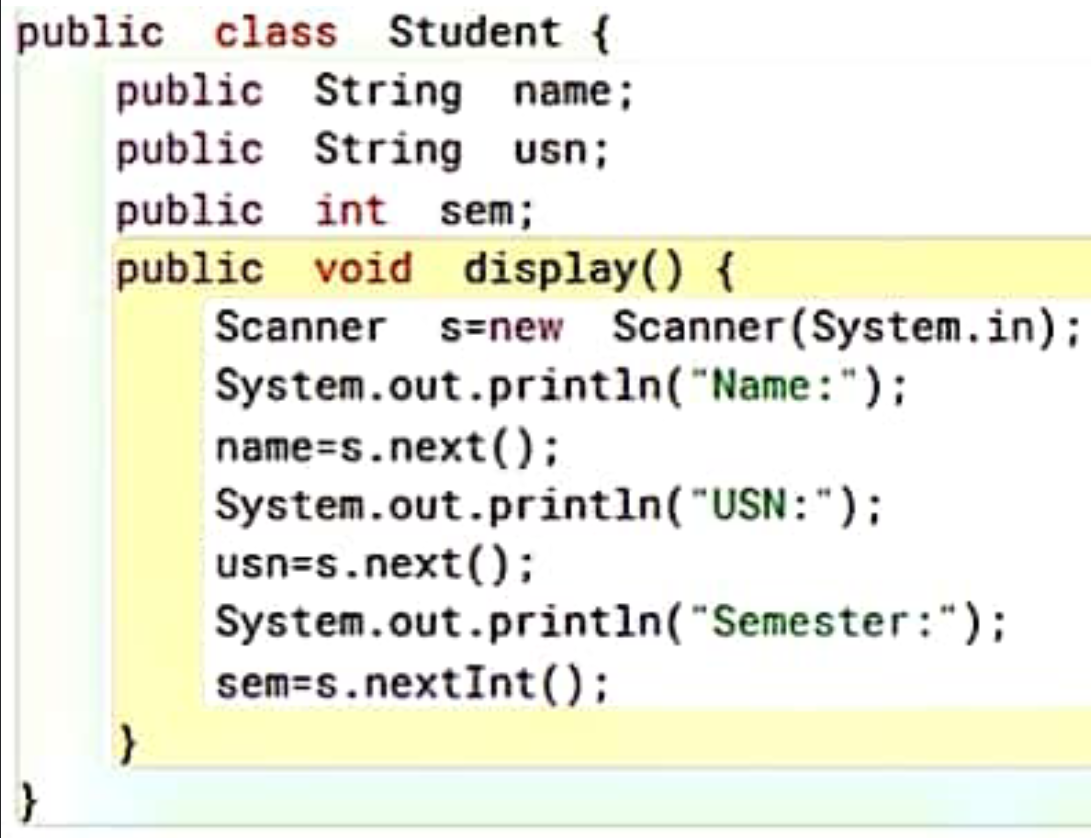 public class Student {
public String name;
public String usn;
public int sem;
public void display() {
Scanner s=new Scanner(System.in);
System.out.println("Name:");
name=s.next();
System.out.println("USN:");
usn=s.next();
System.out.println("Semester:");
sem=s.nextInt();
}
}